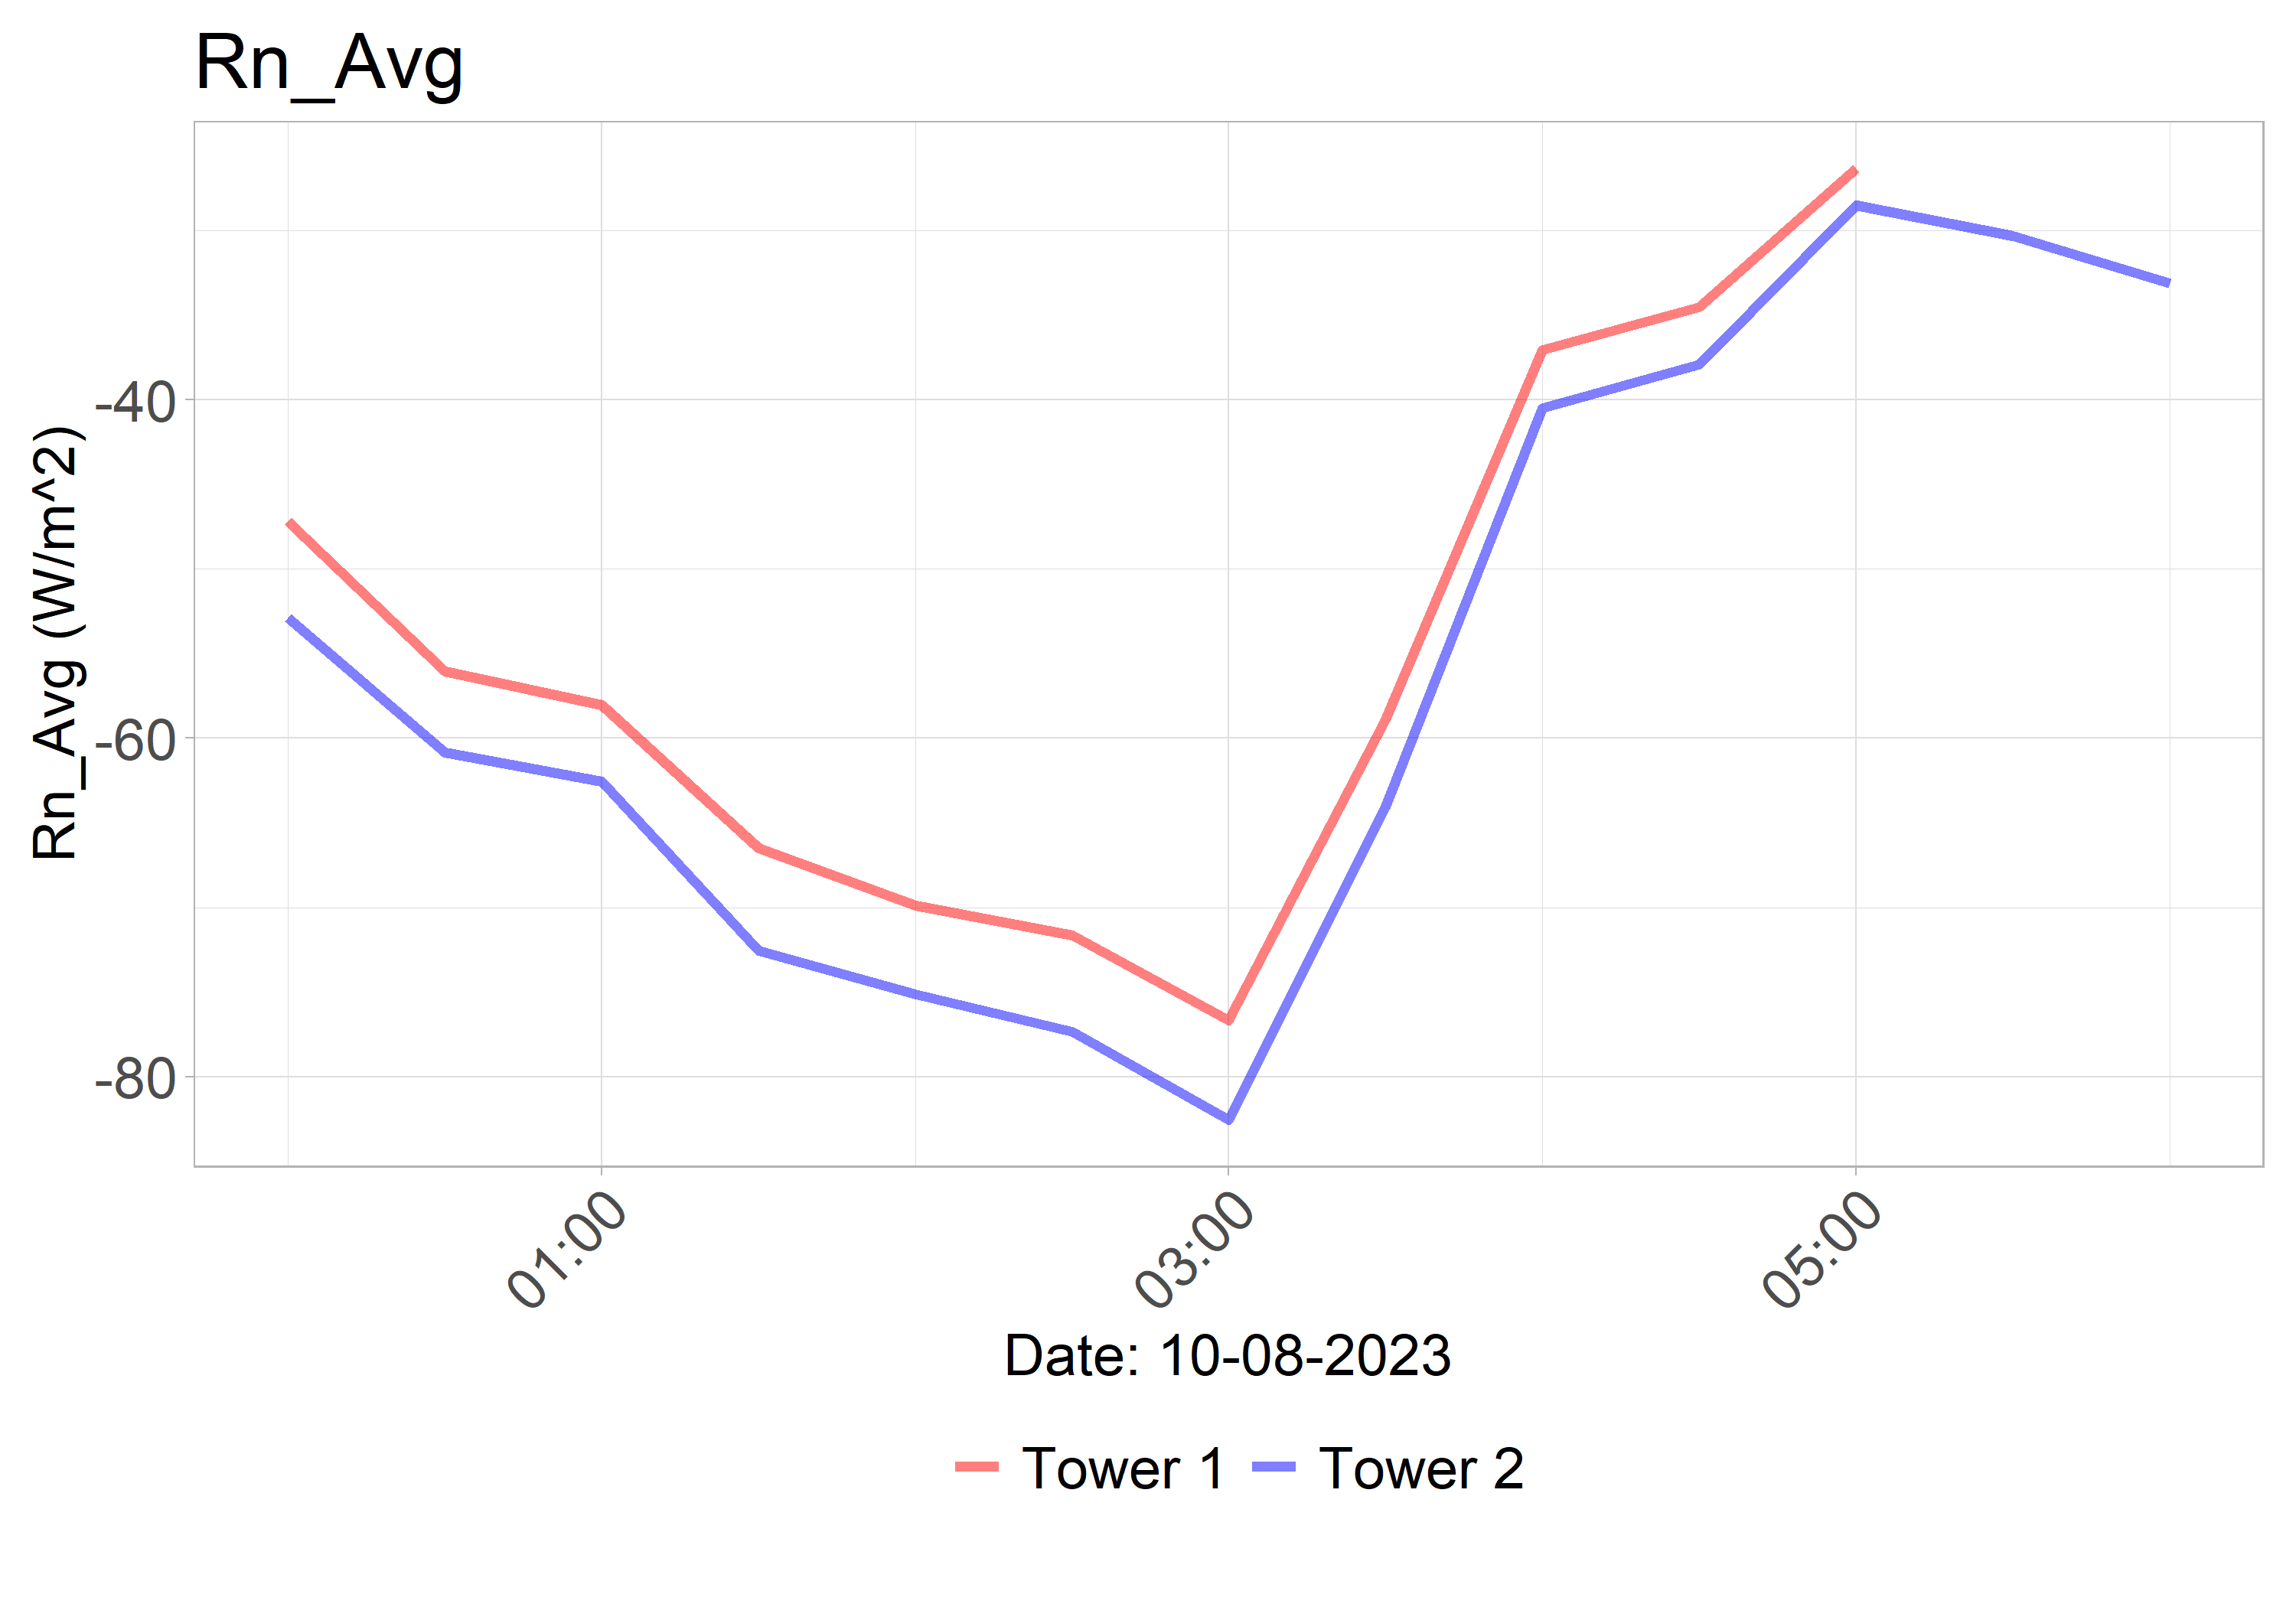 Rn_Avg
Rn_Avg (W/m^2)
-40
-60
-80
01:00
03:00
05:00
Date: 10-08-2023
Tower 1
Tower 2